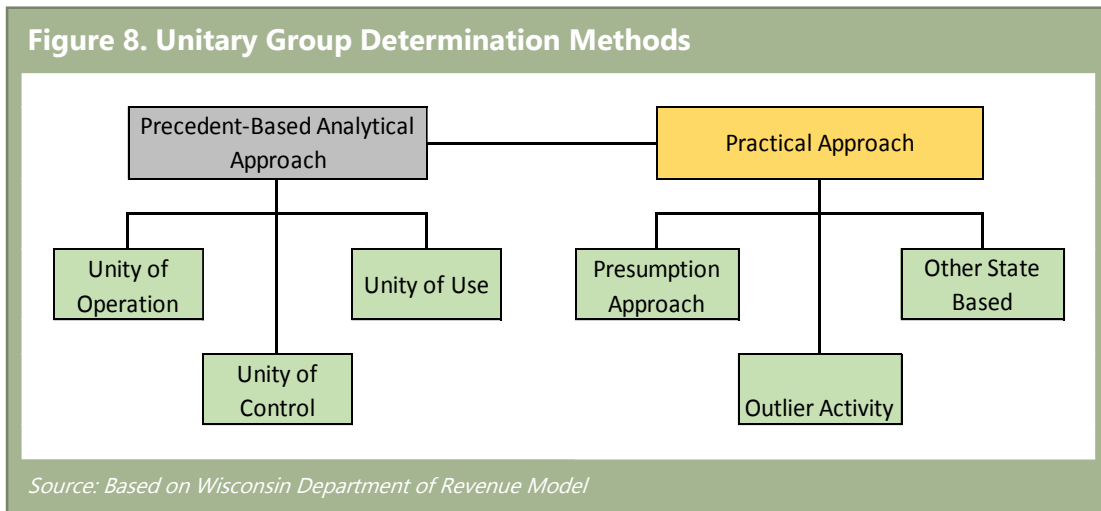 Figure 8. Unitary Group Determination Methods
Precedent-Based Analytical
Approach
Practical Approach
Unity of
Operation
Unity of Use
Presumption
Approach
Other State
Based
Unity of
Control
Outlier Activity
Source: Based on Wisconsin Department of Revenue Model